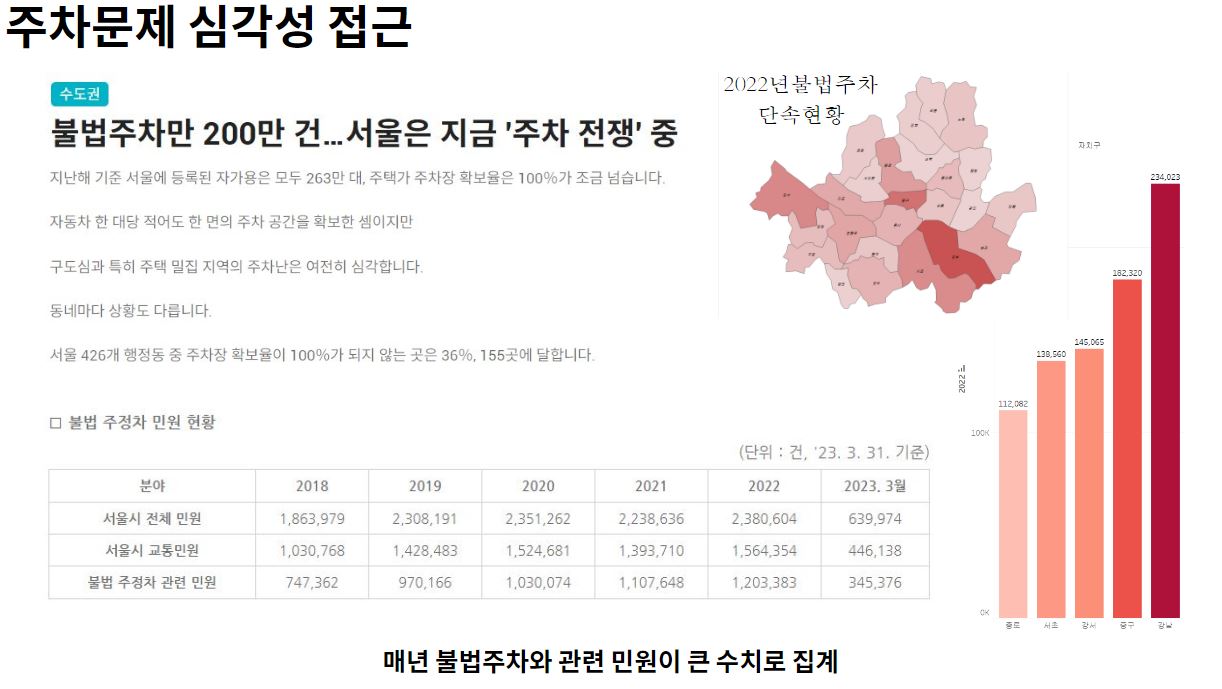 주차문제 심각성 접근
수도권
불법주차만 200만 건...서울은 지금 '주차 전쟁' 중
지난해 기준 서울에 등록된 자가용은 모두 263만 대, 주택가 주차장 확보율은 100%가 조금 넘습니다.
자동차 한 대당 적어도 한 면의 주차 공간을 확보한 셈이지만
구도심과 특히 주택 밀집 지역의 주차난은 여전히 심각합니다.
동네마다 상황도 다릅니다.
서울 426개 행정동 중 주차장 확보율이 100%가 되지 않는 곳은 36%, 155곳에 달합니다.
2022년불법주차
단속현황
자치구
234,023
182,320
145,065
138,560
112,082
2022 년
100K
0K
종로 서초 강서 중구 강남
□ 불법 주정차 민원 현황
(단위 : 건, '23. 3. 31. 기준)
분야 2018 2019 2020 2021 2022 2023. 3월
서울시 전체 민원 1,863,979 2,308,191 2,351,262 2,238,636 2,380,604 639,974
서울시 교통민원 1,030,768 1,428,483 1,524,681 1,393,710 1,564,354 446,138
불법 주정차 관련 민원 747,362 970,166 1,030,074 1,107,648 1,203,383 345,376
매년 불법주차와 관련 민원이 큰 수치로 집계